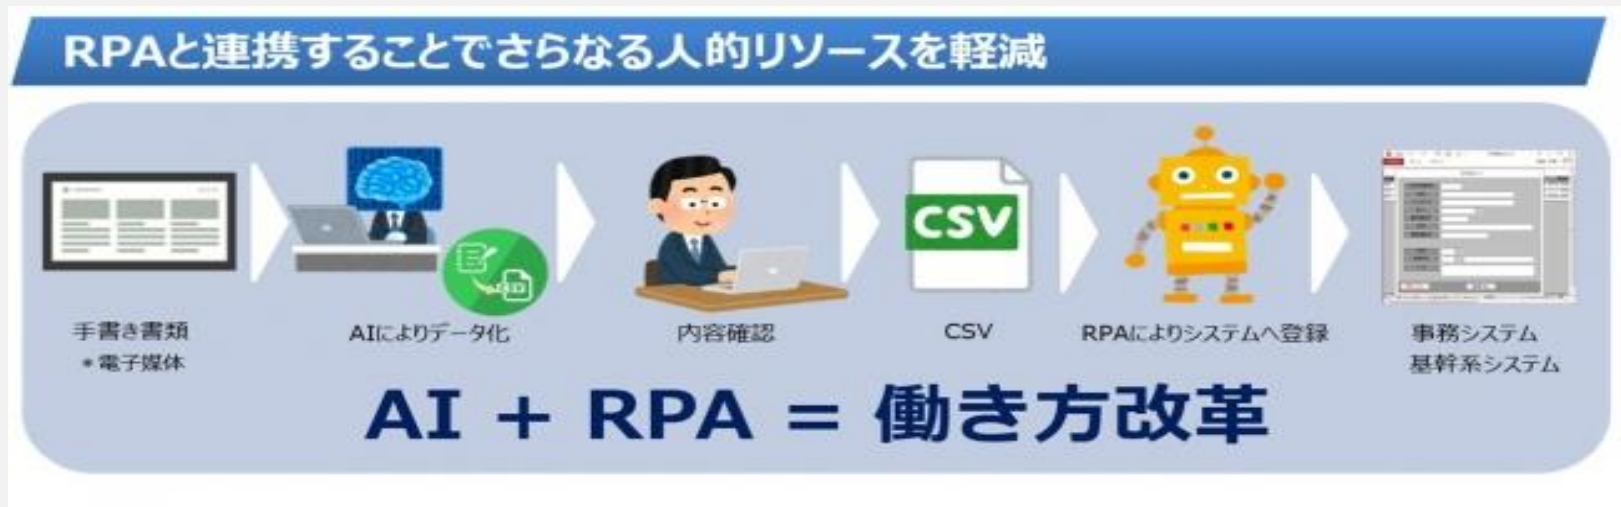 RPAと連携することでさらなる人的リソースを軽減
CSV
手書き書類
*電子媒体
AIによりデータ化
内容確認
CSV
RPAによりシステムへ登録
事務システム
基幹系システム
AI + RPA = 働き方改革